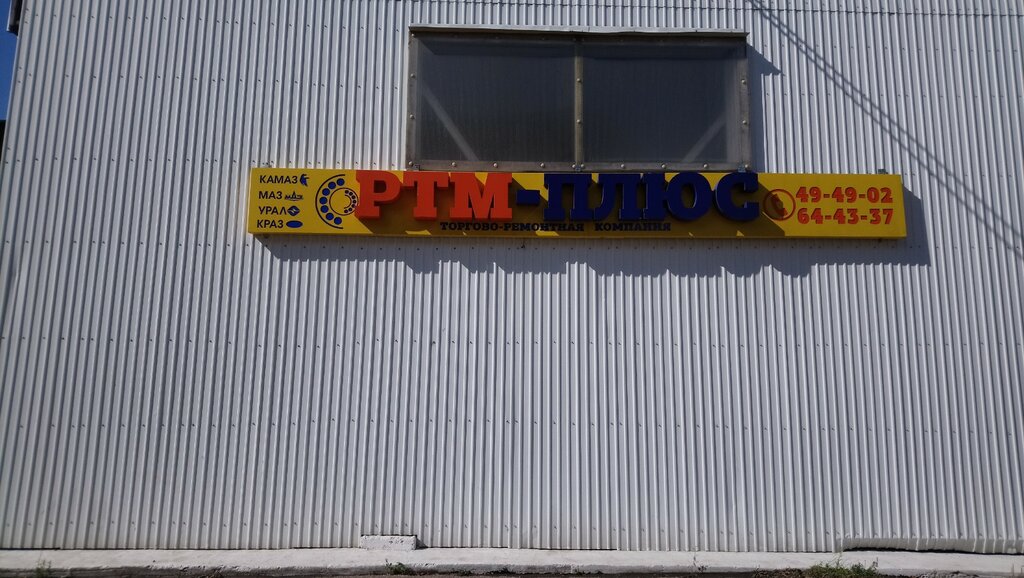 КАМАЗ
МАЗ
УРАЛ
КРАЗ
РТМ-ПЛЮС
ТОРГОВО-РЕМОНТНАЯ КОМПАНИЯ
49-49-02
64-43-37